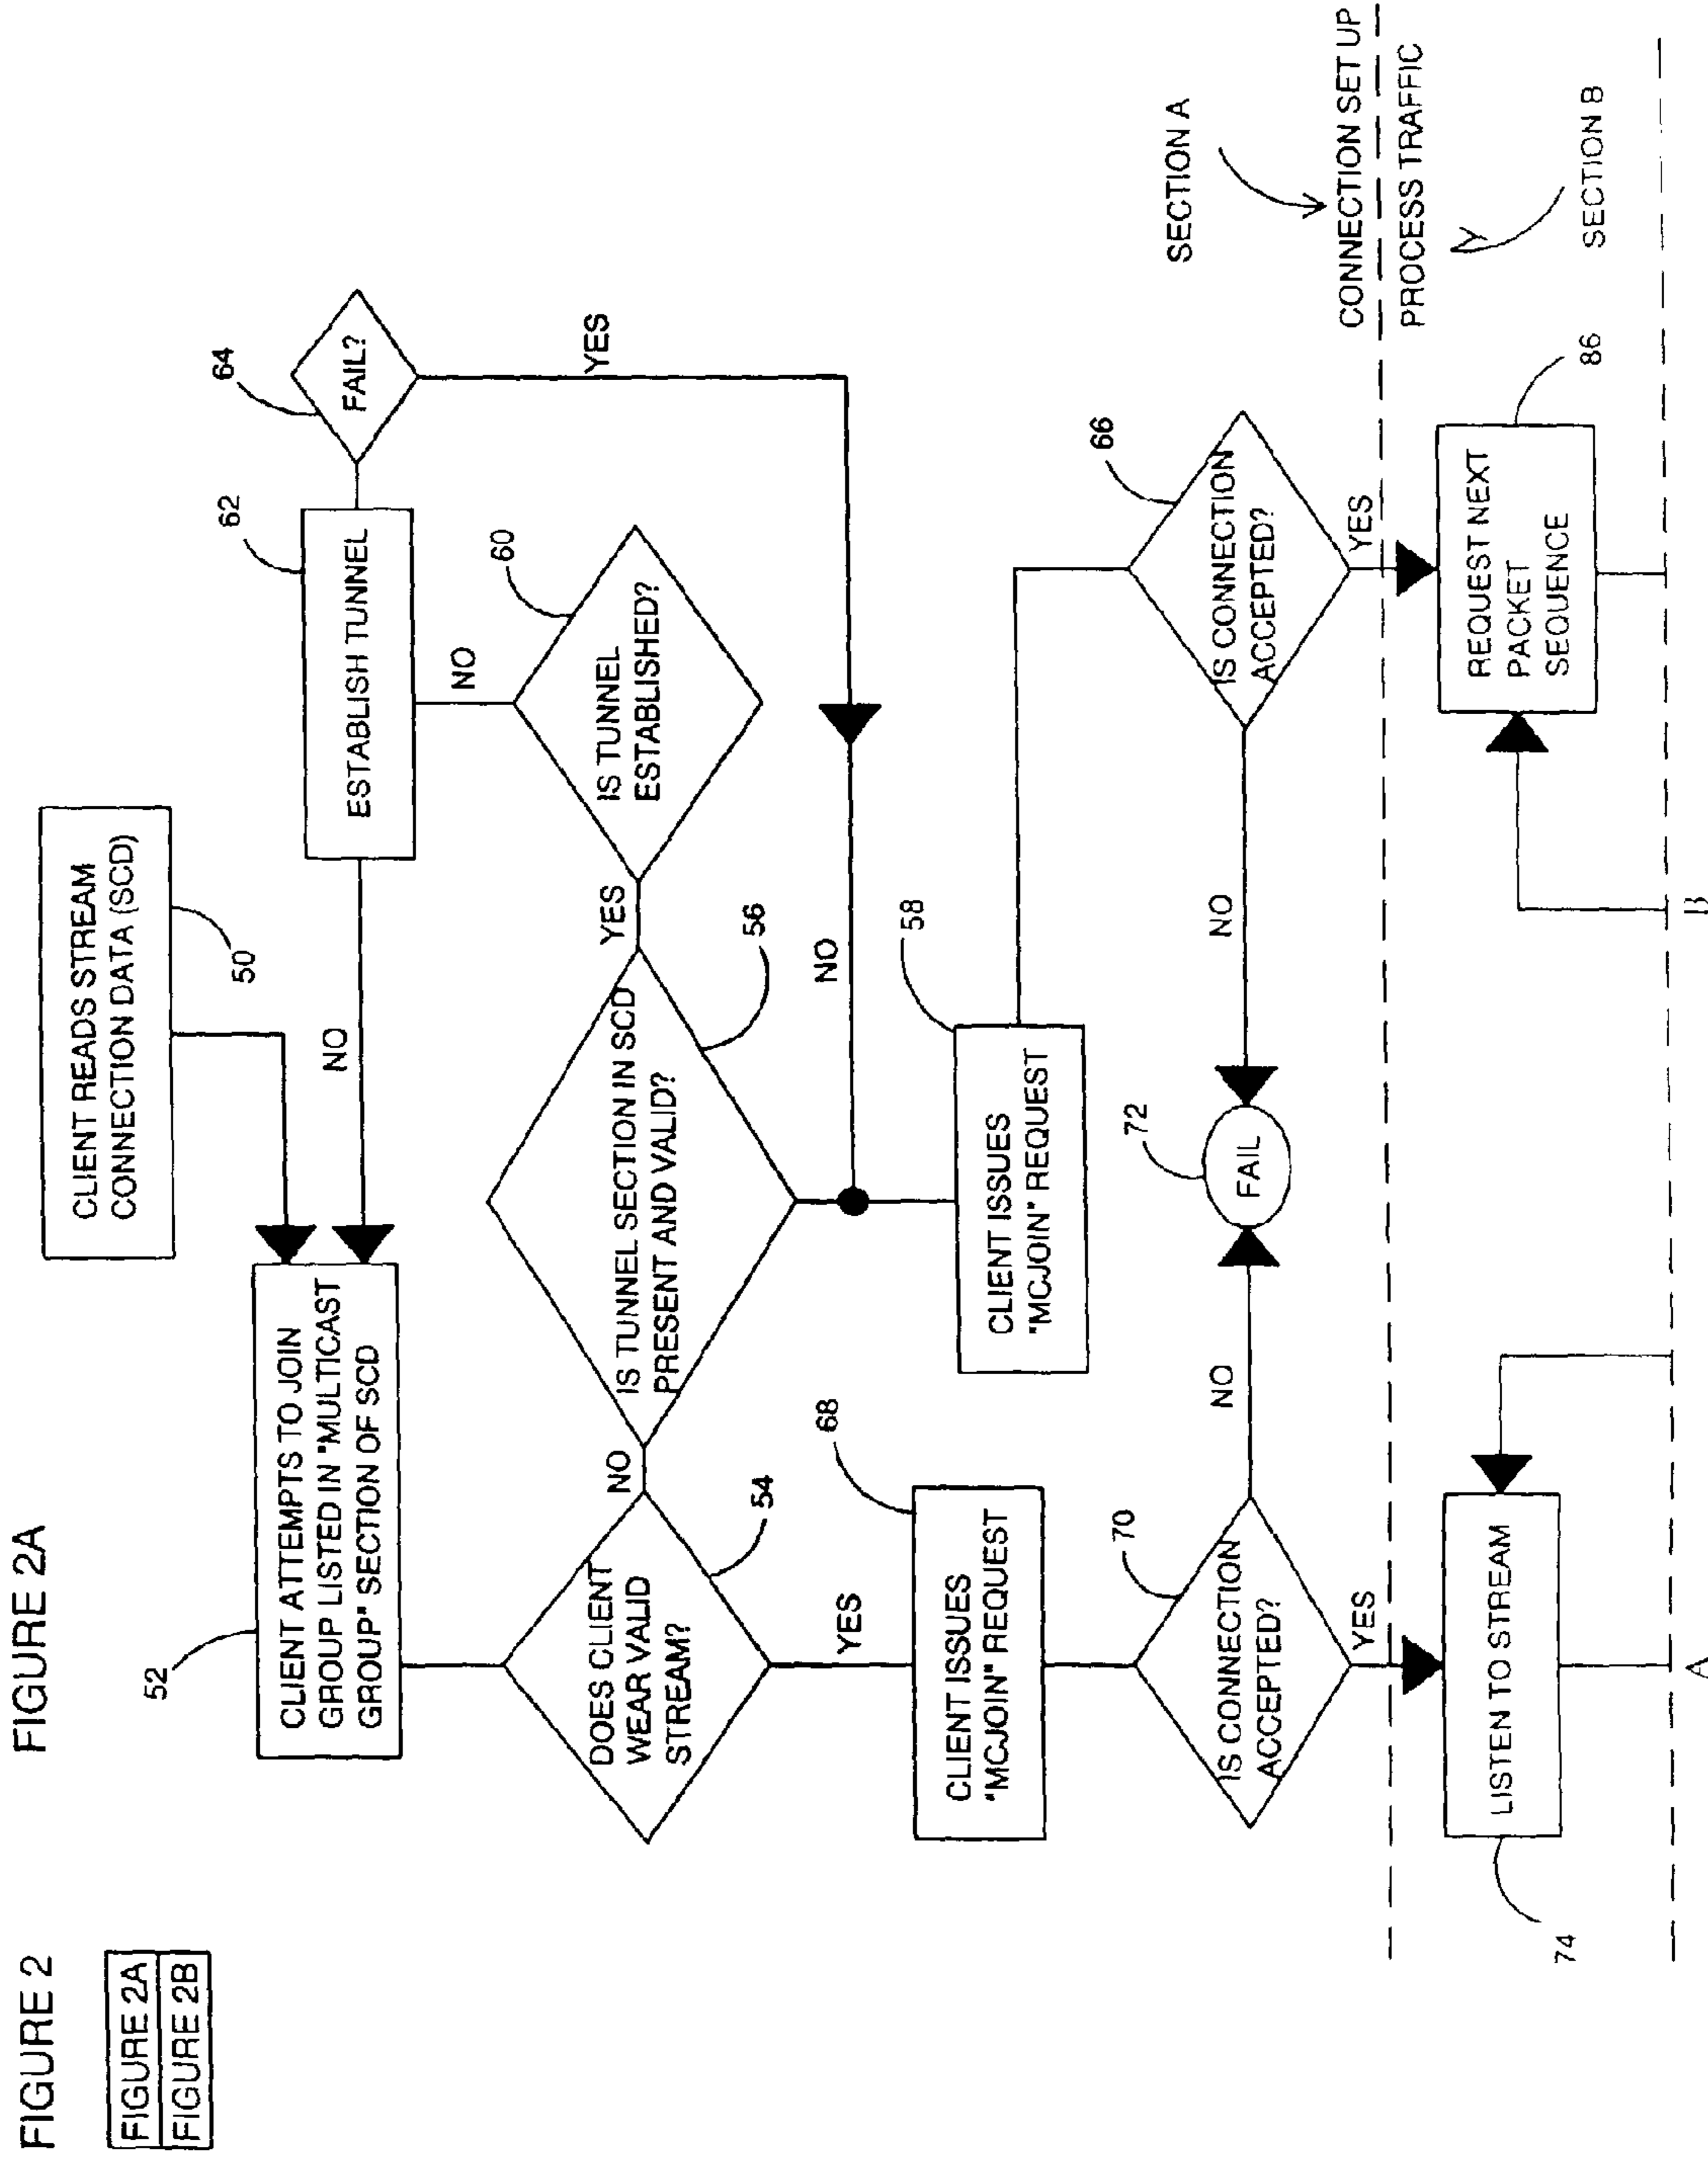 FIGURE 2
FIGURE 2A
FIGURE 2B
FIGURE 2A
CLIENT READS STREAM
CONNECTION DATA (SCD)
50
52
CLIENT ATTEMPTS TO JOIN
GROUP LISTED IN "MULTICAST
GROUP" SECTION OF SCD
NO
ESTABLISH TUNNEL
62
FAIL?
64
DOES CLIENT
WEAR VALID
STREAM?
54
NO
IS TUNNEL SECTION IN SCD
PRESENT AND VALID?
56
YES
IS TUNNEL
ESTABLISHED?
60
NO
YES
YES
NO
CLIENT ISSUES
"MCJOIN" REQUEST
68
CLIENT ISSUES
"MCJOIN" REQUEST
58
IS CONNECTION
ACCEPTED?
70
NO
FAIL
72
NO
IS CONNECTION
ACCEPTED?
66
SECTION A
YES
YES
CONNECTION SET UP
PROCESS TRAFFIC
SECTION B
LISTEN TO STREAM
74
REQUEST NEXT
PACKET
SEQUENCE
86
A
B